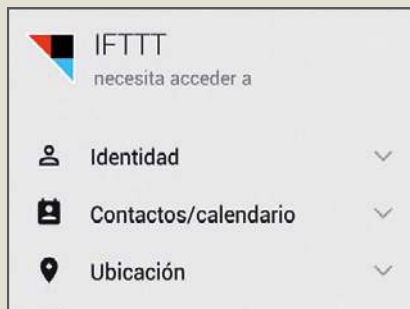 IFTTT
necesita acceder a
Identidad
Contactos/calendario
Ubicación